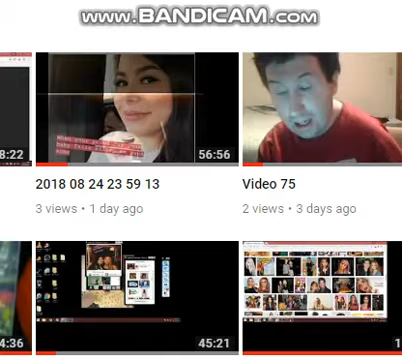 www.BANDICAM.com
8:22
56:56
2018 08 24 23 59 13
Video 75
3 views • 1 day ago
2 views • 3 days ago
4:36
45:21
1